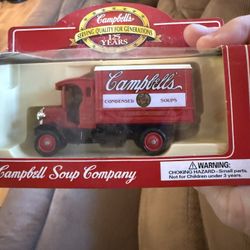 Campbell's
SERVING QUALITY FOR GENERATIONS
125
YEARS
Campbell's
CONDENSED
SOUPS
Campbell Soup Company
WARNING:
CHOKING HAZARD - Small parts.
Not for Children under 3 years.